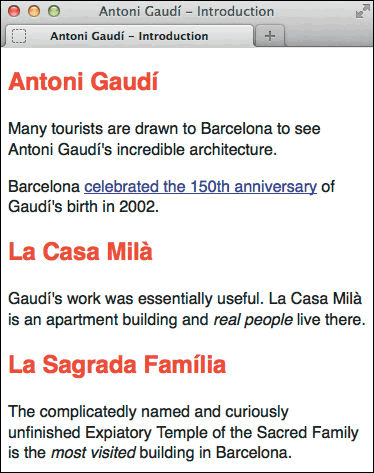 Antoni Gaudí - Introduction
Antoni Gaudí - Introduction
Antoni Gaudí
Many tourists are drawn to Barcelona to see
Antoni Gaudí's incredible architecture.
Barcelona celebrated the 150th anniversary of
Gaudí's birth in 2002.
La Casa Milà
Gaudí's work was essentially useful. La Casa Milà
is an apartment building and real people live there.
La Sagrada Família
The complicatedly named and curiously
unfinished Expiatory Temple of the Sacred Family
is the most visited building in Barcelona.